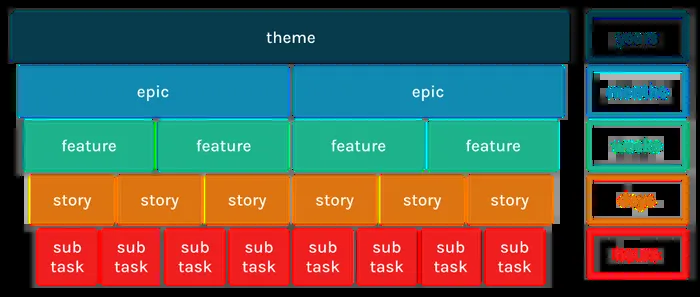 theme
epic epic
feature feature feature feature
story story story story story story
sub sub sub sub sub sub sub sub
task task task task task task task task